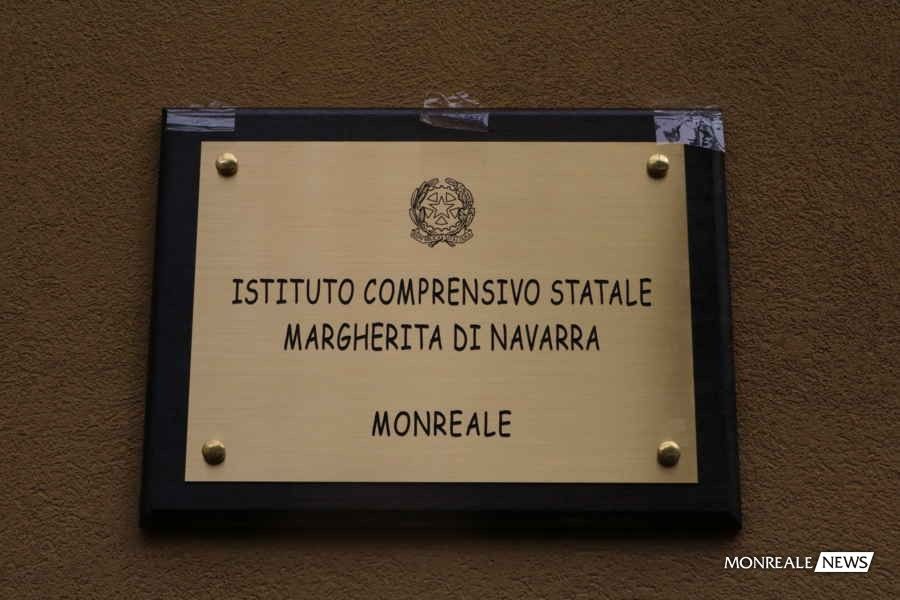 ISTITUTO COMPRENSIVO STATALE
MARGHERITA DI NAVARRA
MONREALE
MONREALE NEWS